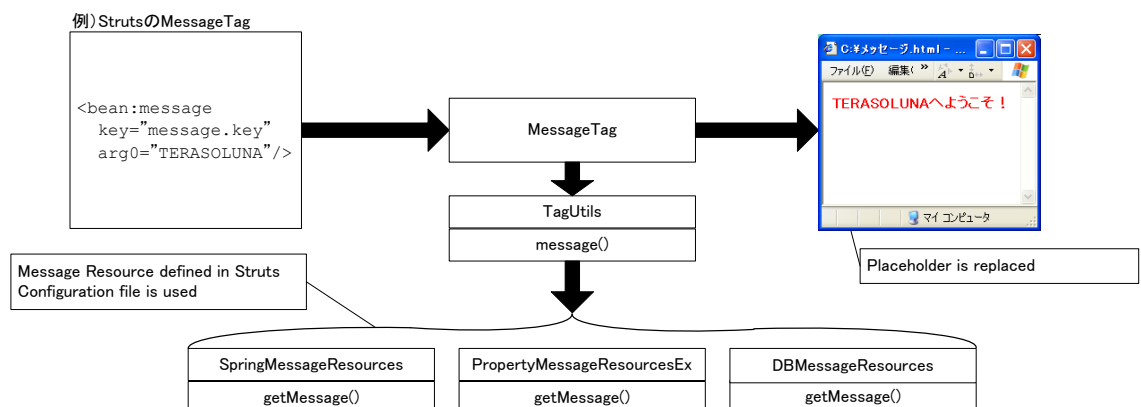 例）StrutsのMessageTag
<bean:message
key="message.key"
arg0="TERASOLUNA"/>
MessageTag
TagUtils
message()
C:¥メッセージ.html - ...
ファイル(F) 編集( »
TERASOLUNAへようこそ！
マイ コンピュータ
Placeholder is replaced
Message Resource defined in Struts
Configuration file is used
SpringMessageResources
getMessage()
PropertyMessageResourcesEx
getMessage()
DBMessageResources
getMessage()